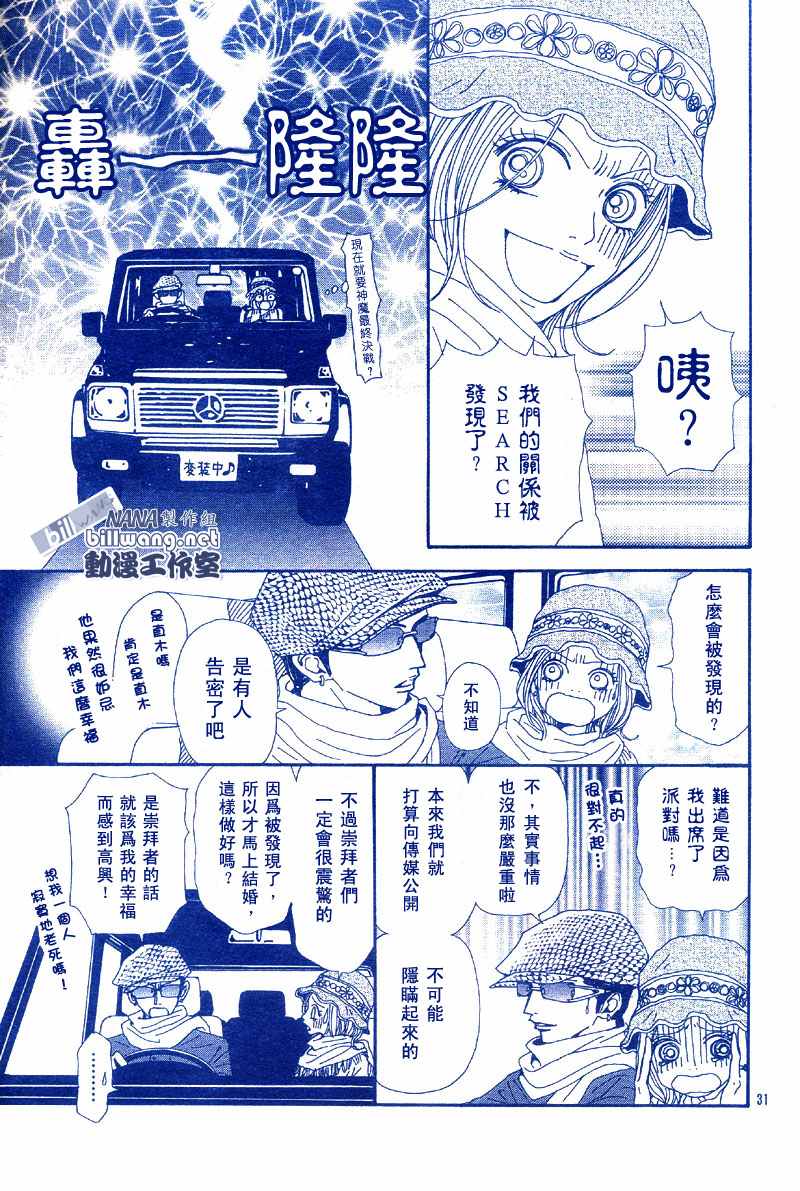 咦?
我們的關係被
SEARCH
發現了?
轟一隆隆
現在就要神魔最終決戰?
変装中♪
bill
NANA製作組
billwang.net
動漫工作室
怎麼會被發現的?
不知道
是有人
告密了吧
是直木嗎
肯定是直木
他果然很妒忌
我們這麼幸福
難道是因為
我出席了
派對嗎…?
真的
很對不起…
不,其實事情
也沒那麼嚴重啦
本來我們就
打算向傳媒公開
不可能
隱瞞起來的
不過崇拜者們
一定會很震驚的
因為被發現了,
所以才馬上結婚,
這樣做好嗎?
是崇拜者的話
就該為我的幸福
而感到高興!
想我一個人
寂寞地老死嗎!
……
31